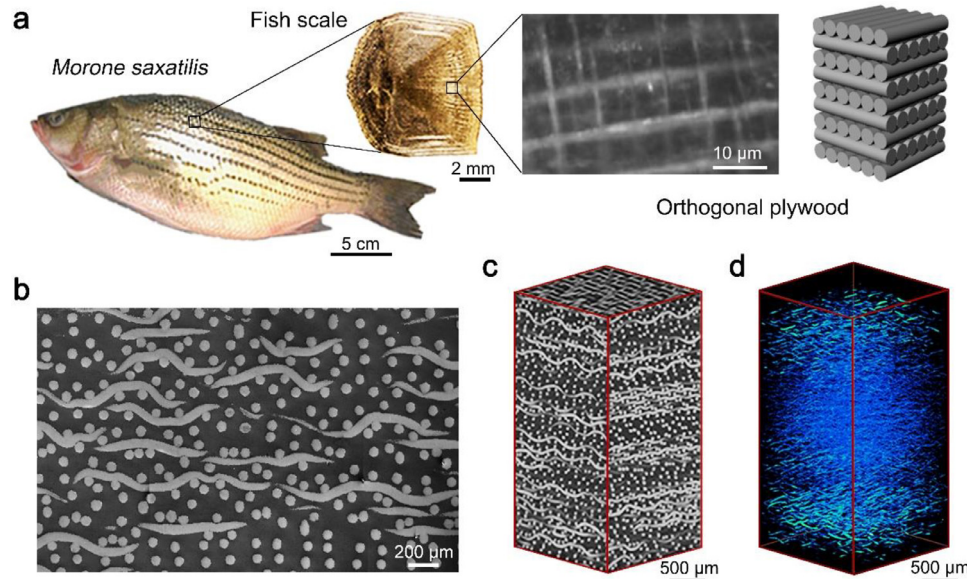 a
Fish scale
Morone saxatilis
5 cm
2 mm
10 µm
Orthogonal plywood
b
200 µm
c
500 µm
d
500 µm